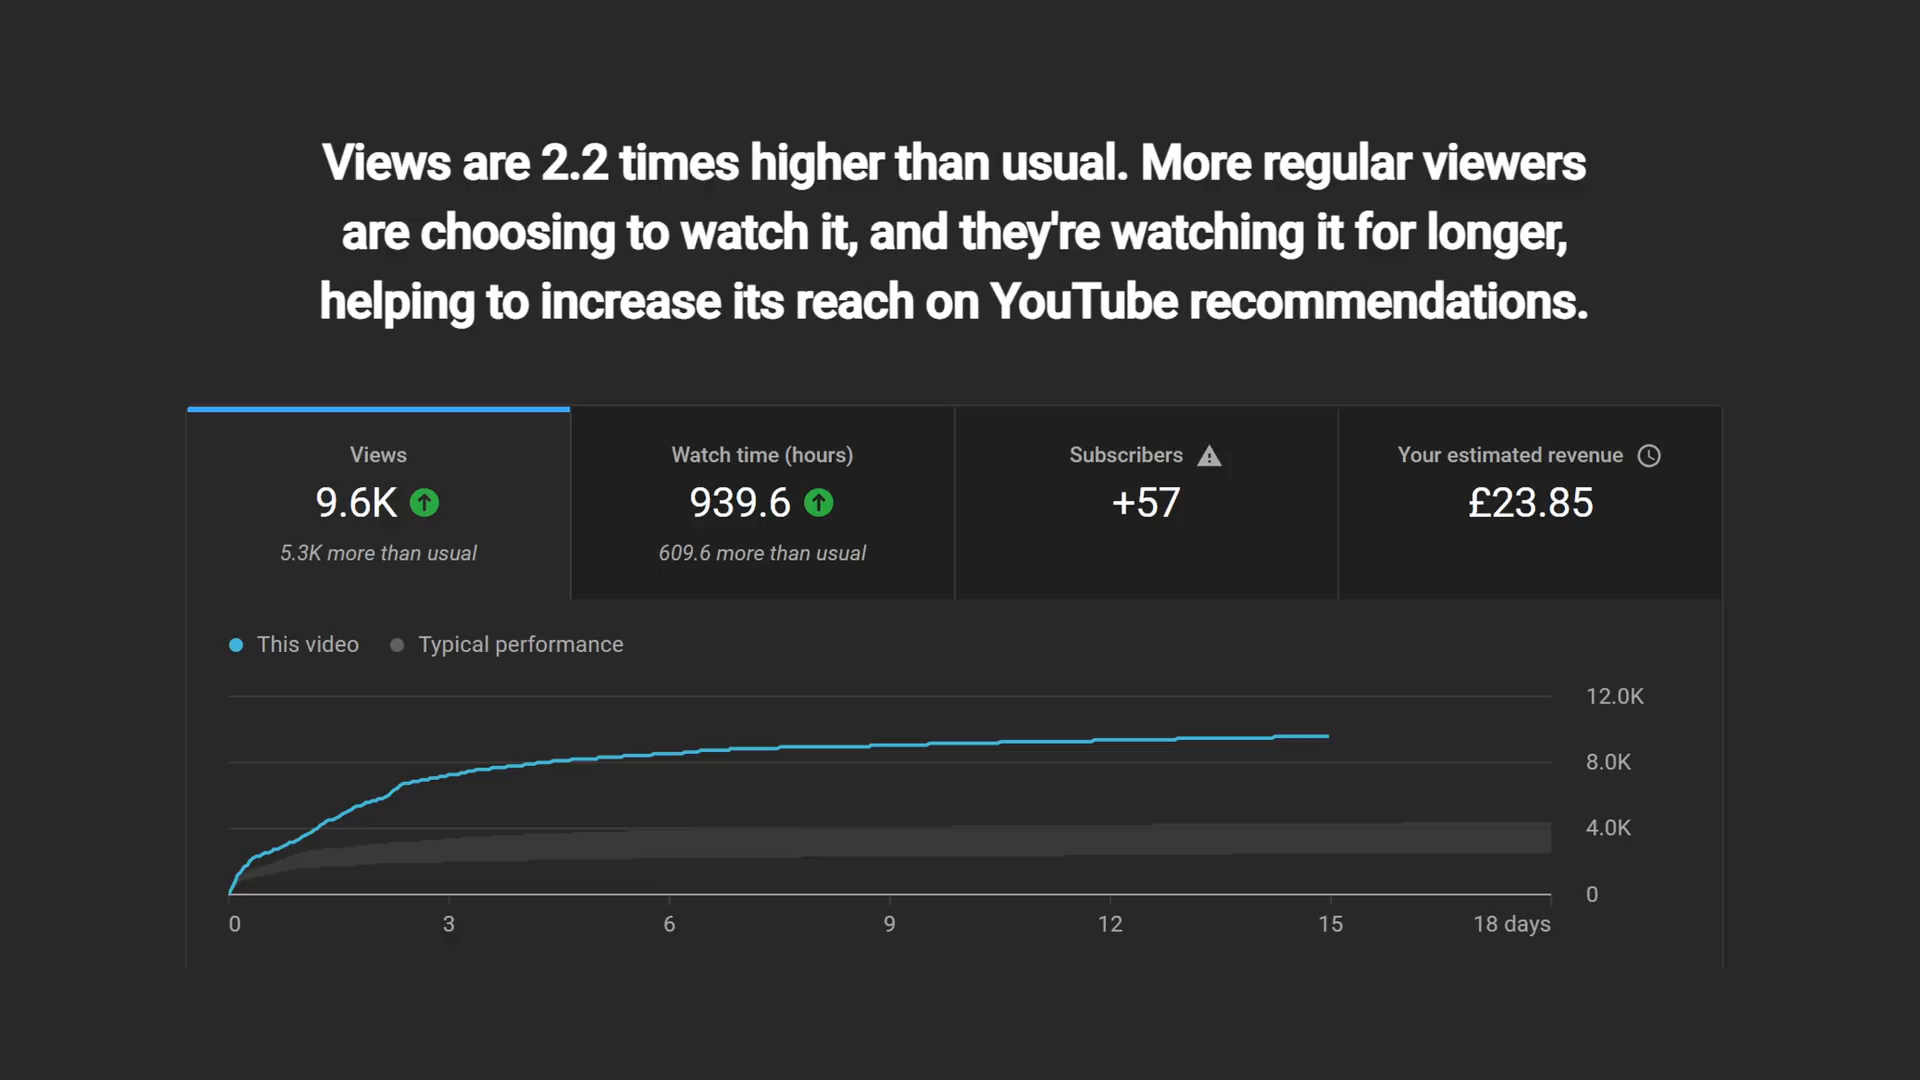 Views are 2.2 times higher than usual. More regular viewers
are choosing to watch it, and they're watching it for longer,
helping to increase its reach on YouTube recommendations.
Views
9.6K
5.3K more than usual
Watch time (hours)
939.6
609.6 more than usual
Subscribers
+57
Your estimated revenue
£23.85
This video
Typical performance
12.0K
8.0K
4.0K
0
0
3
6
9
12
15
18 days